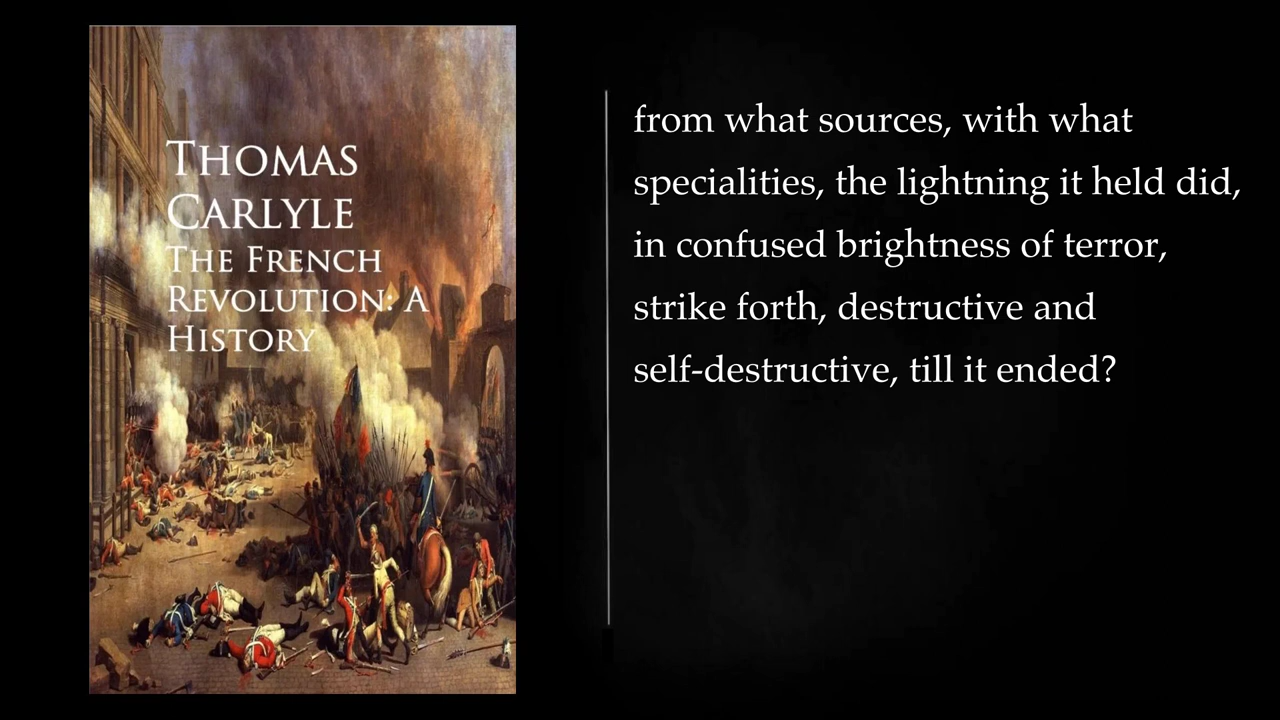 THOMAS
CARLYLE
THE FRENCH
REVOLUTION: A
HISTORY
from what sources, with what
specialities, the lightning it held did,
in confused brightness of terror,
strike forth, destructive and
self-destructive, till it ended?